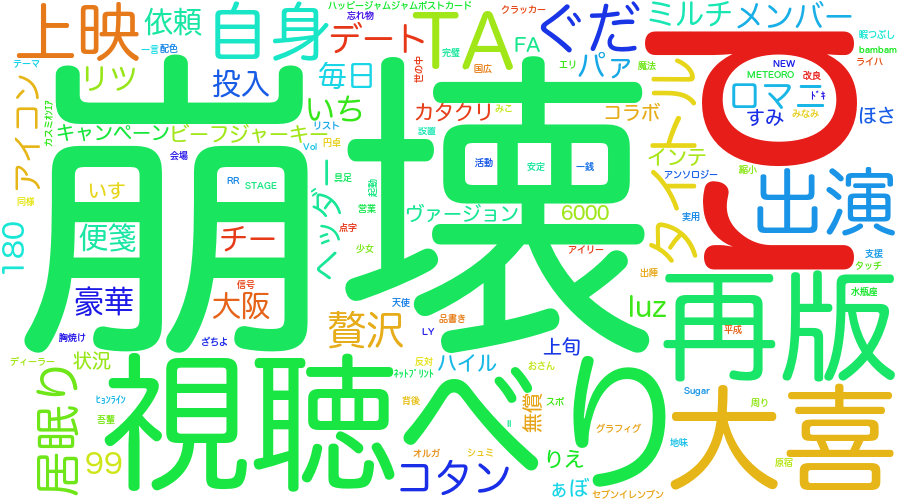 ハッピージャムジャムポストカード
クラッカー
上映
依頼
忘れ物
自身
デート
TA
ぐだ
ミルチ
メンバー
暇つぶし
一言
配色
完璧
FA
bambam
テーマ
リツ
投入
毎日
世の中
国広
エリ
パァ
魔法
NEW
METEORO
改良
ライハ
アイコン
いち
カタクリ
みこ
コラボ
タイトル
ロマニ
ﾄﾞｷ
すみ
みなみ
ほさ
キャンペーン
ビーフジャーキー
リスト
設置
Vol
円卓
崩壊
会場
活動
安定
一銭
インテ
アンソロジー
縮小
出演
いす
RR
STAGE
ヘッダー
具足
起動
同様
実用
180
便箋
チー
営業
点字
ヴァージョン
6000
少女
アイリー
支援
タッチ
出陣
豪華
大阪
信号
天使
luz
再版
水瓶座
胸焼け
ざちよ
贅沢
品書き
LY
上旬
平成
ディーラー
状況
反対
ハイル
おさん
ﾈｯﾄﾌﾟﾘﾝﾄ
居眠り
視聴
べり
Sugar
大喜
周り
ﾋｮﾝﾗｲﾝ
背後
無償
スポ
吾輩
II
グラフィグ
地味
99
オルガ
シュミ
りえ
原宿
コタン
ぁぼ
セブンイレンブン